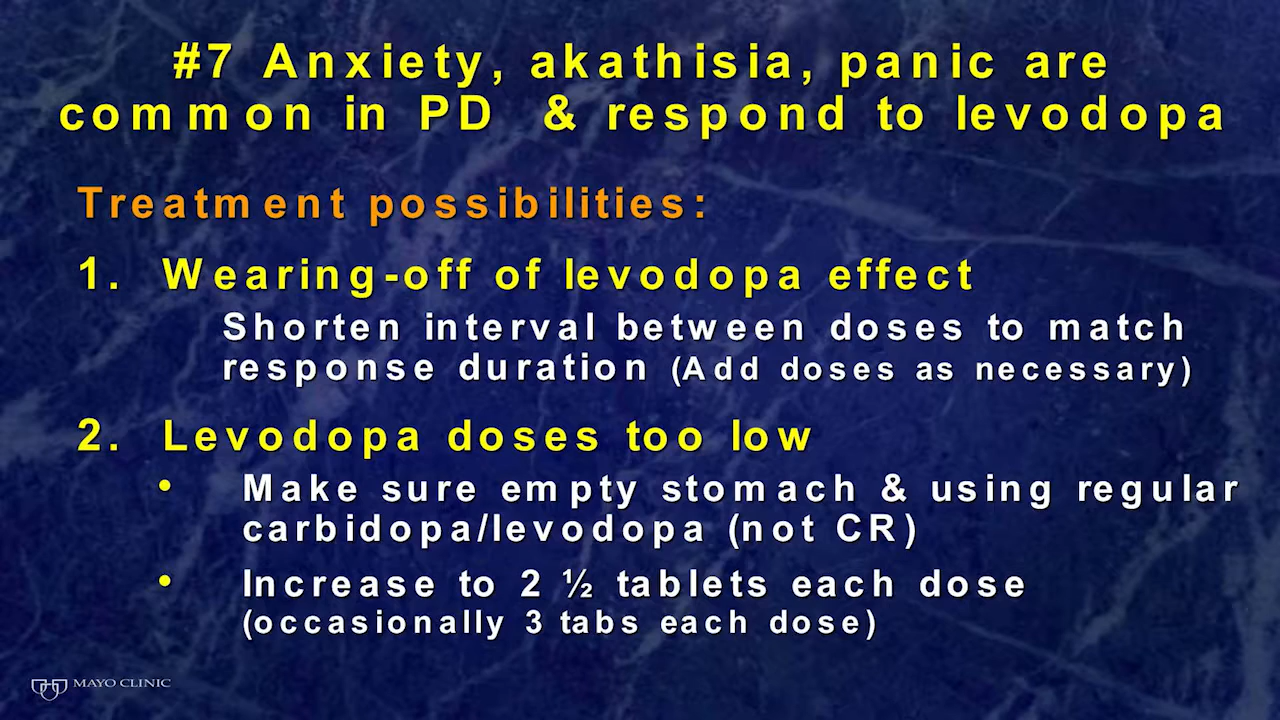 #7 Anxiety, akathisia, panic are
common in PD & respond to levodopa
Treatment possibilities:
1. Wearing-off of levodopa effect
Shorten interval between doses to match
response duration (Add doses as necessary)
2. Levodopa doses too low
• Make sure empty stomach & using regular
carbidopa/levodopa (not CR)
• Increase to 2 ½ tablets each dose
(occasionally 3 tabs each dose)
MAYO CLINIC